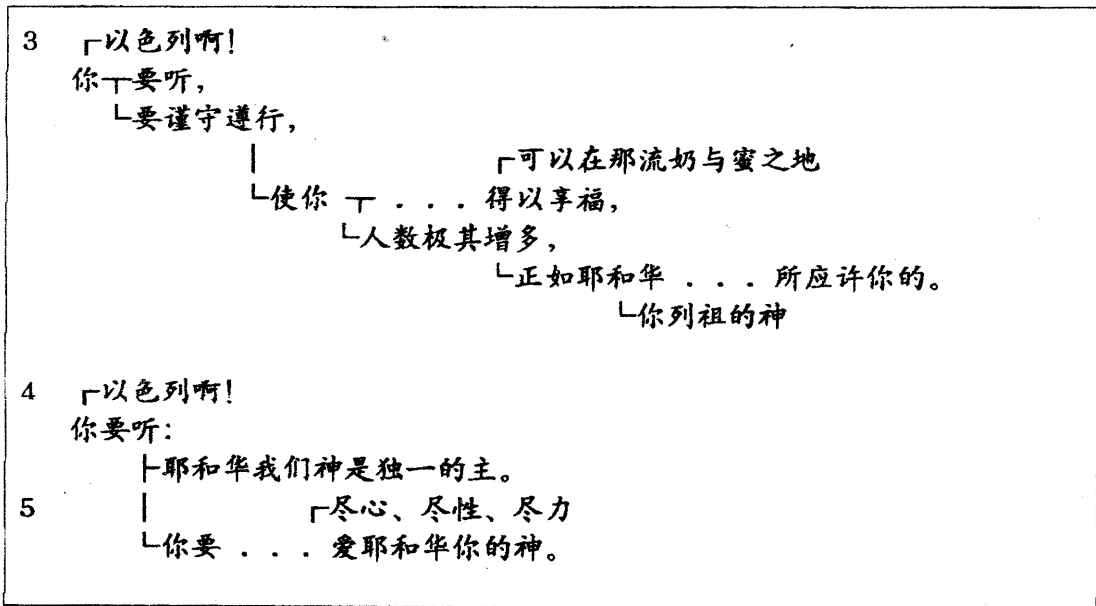 3 ┌以色列啊!
你┬要听,
└要谨守遵行,
| ┌可以在那流奶与蜜之地
└使你 ┬ . . . 得以享福,
└人数极其增多,
└正如耶和华 . . . 所应许你的。
└你列祖的神
4 ┌以色列啊!
你要听:
├耶和华我们神是独一的主。
5 | ┌尽心、尽性、尽力
└你要 . . . 爱耶和华你的神。